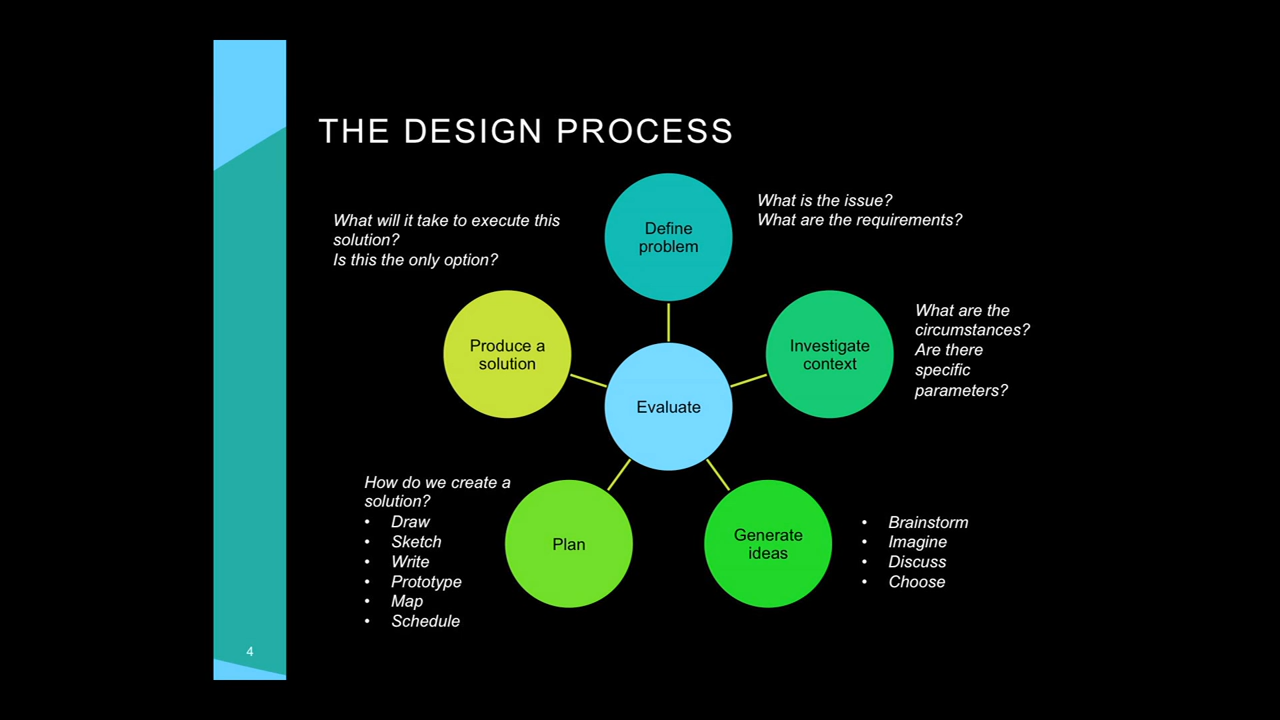 THE DESIGN PROCESS
What will it take to execute this
solution?
Is this the only option?
Define
problem
What is the issue?
What are the requirements?
Produce a
solution
Investigate
context
What are the
circumstances?
Are there
specific
parameters?
Evaluate
How do we create a
solution?
• Draw
• Sketch
• Write
• Prototype
• Map
• Schedule
Plan
Generate
ideas
• Brainstorm
• Imagine
• Discuss
• Choose
4